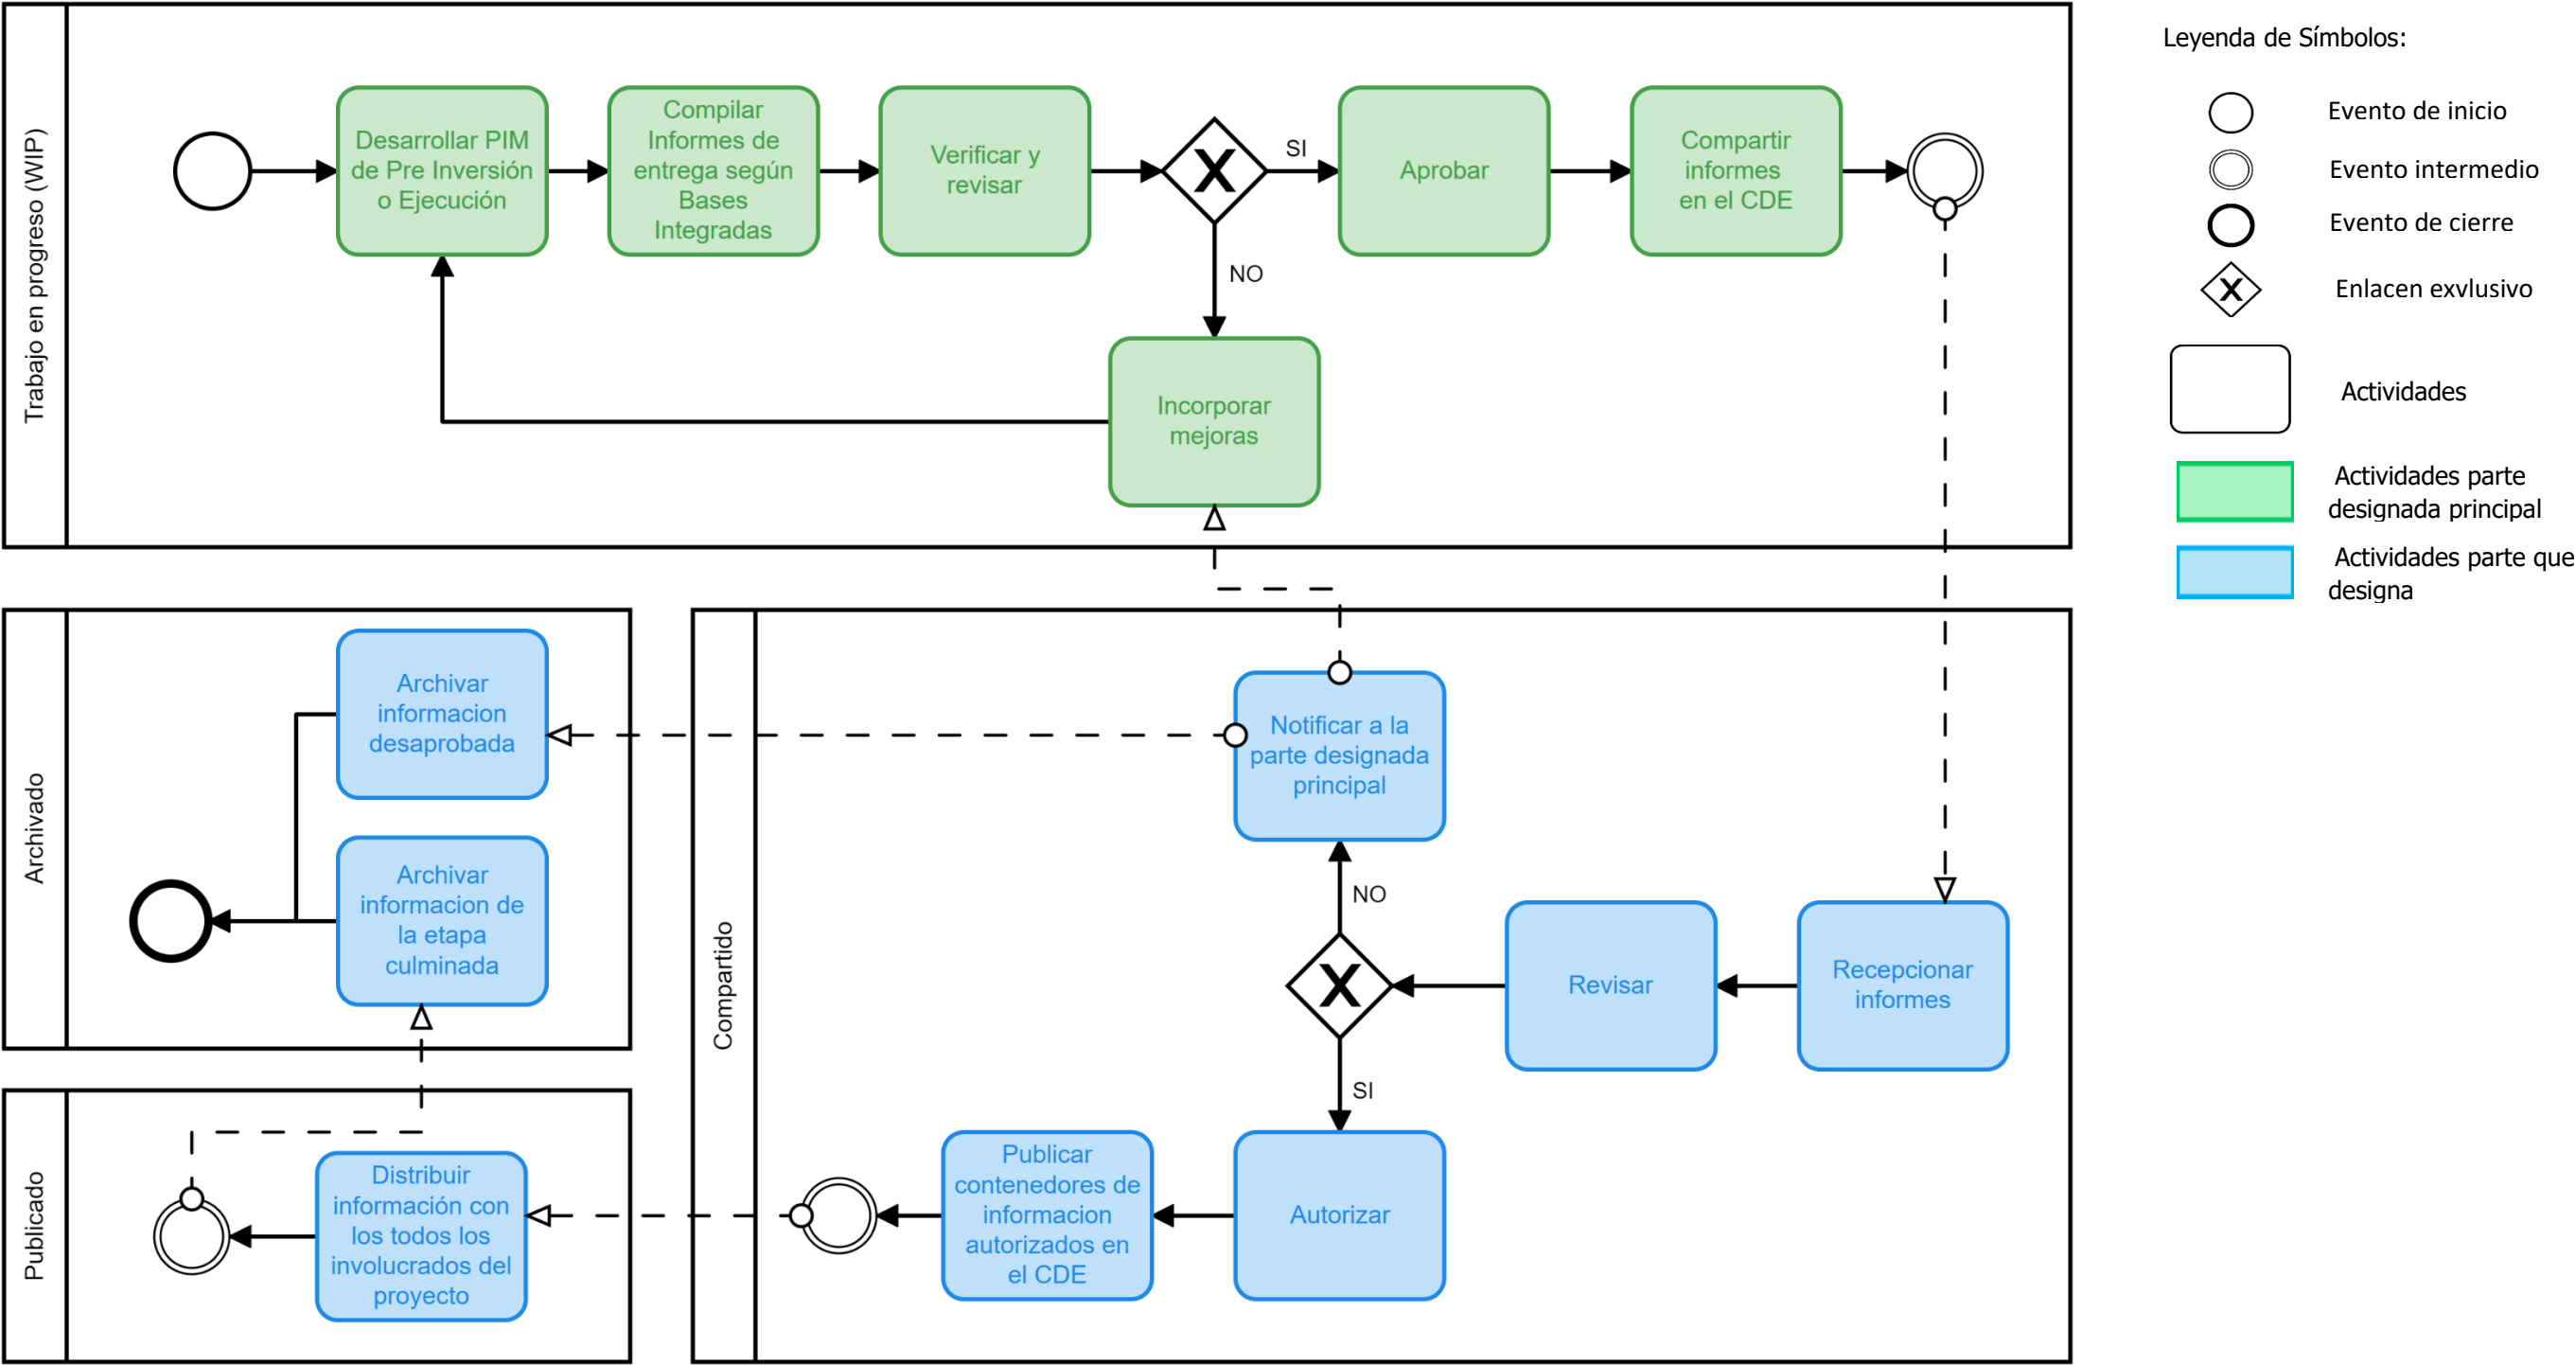 Trabajo en progreso (WIP)
Desarrollar PIM
de Pre Inversión
o Ejecución
Compilar
Informes de
entrega según
Bases
Integradas
Verificar y
revisar
X
SI
NO
Aprobar
Compartir
informes
en el CDE
Incorporar
mejoras
Leyenda de Símbolos:
Evento de inicio
Evento intermedio
Evento de cierre
X
Enlacen exvlusivo
Actividades
Actividades parte
designada principal
Actividades parte que
designa
Archivado
Archivar
informacion
desaprobada
Archivar
informacion de
la etapa
culminada
Compartido
Notificar a la
parte designada
principal
NO
X
SI
Revisar
Recepcionar
informes
Autorizar
Publicar
contenedores de
informacion
autorizados en
el CDE
Publicado
Distribuir
información con
los todos los
involucrados del
proyecto